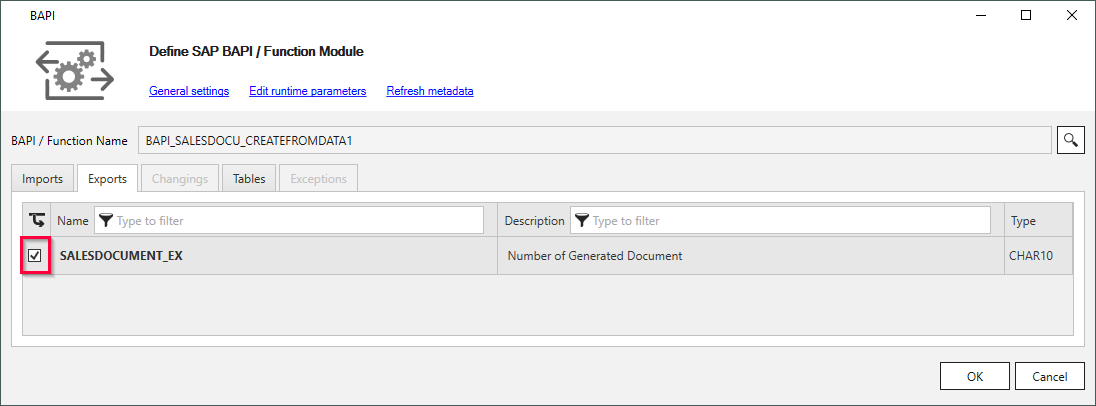 BAPI
Define SAP BAPI / Function Module
General settings Edit runtime parameters Refresh metadata
BAPI / Function Name BAPI_SALESDOCU_CREATEFROMDATA1
Imports Exports Changings Tables Exceptions
Name Type to filter Description Type to filter Type
SALESDOCUMENT_EX Number of Generated Document CHAR10
OK Cancel